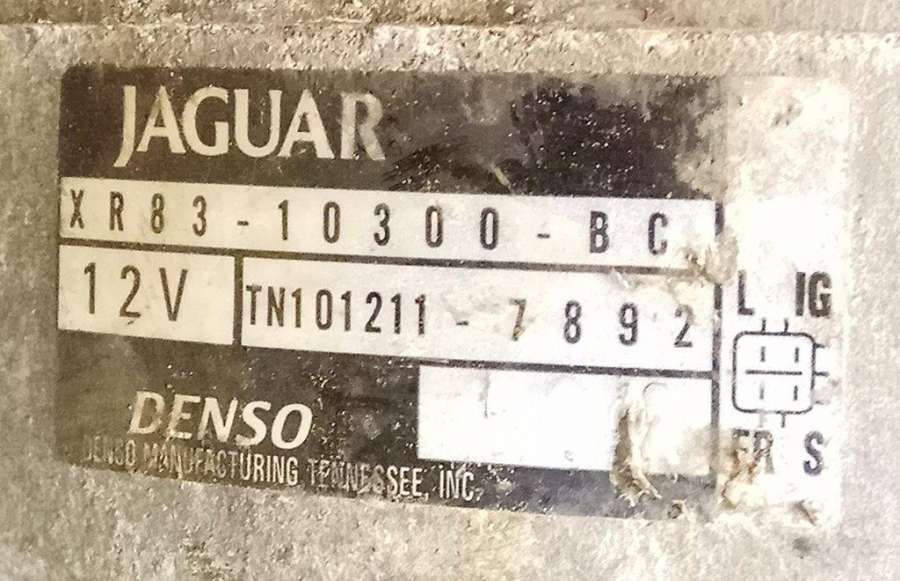 JAGUAR
XR83-10300-BC
12V TN101211-7892
L IG
DENSO
FR S
DENSO MANUFACTURING TENNESSEE, INC.